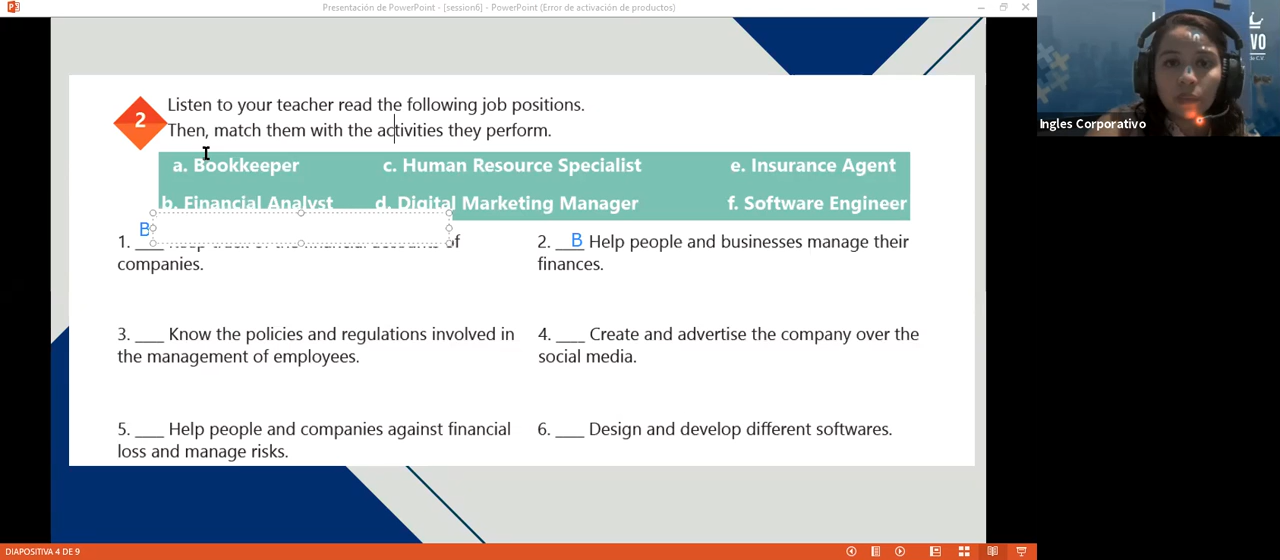 Presentación de PowerPoint - [session6] - PowerPoint (Error de activación de productos)
2
Listen to your teacher read the following job positions.
Then, match them with the activities they perform.
a. Bookkeeper c. Human Resource Specialist e. Insurance Agent
b. Financial Analyst d. Digital Marketing Manager f. Software Engineer
B
1. ___ of
companies.
2. _B_ Help people and businesses manage their
finances.
3. ___ Know the policies and regulations involved in
the management of employees.
4. ___ Create and advertise the company over the
social media.
5. ___ Help people and companies against financial
loss and manage risks.
6. ___ Design and develop different softwares.
Ingles Corporativo
DIAPOSITIVA 4 DE 9